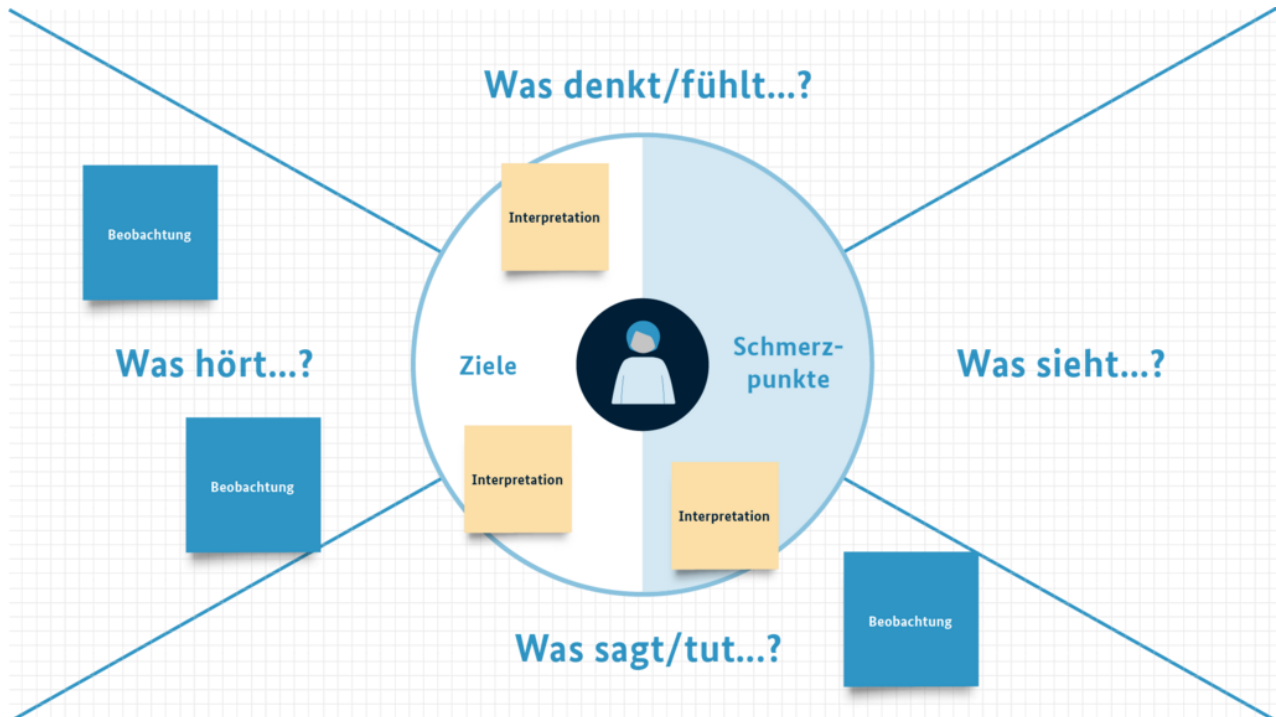 Was denkt/fühlt...?
Interpretation
Beobachtung
Was hört...?
Ziele
Schmerz-
punkte
Was sieht...?
Beobachtung
Interpretation
Interpretation
Was sagt/tut...?
Beobachtung